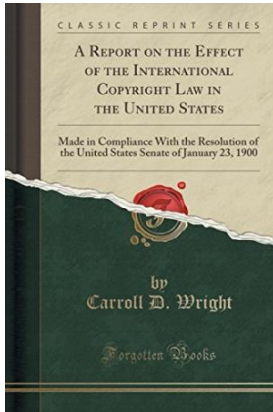 CLASSIC REPRINT SERIES
A REPORT ON THE EFFECT
OF THE INTERNATIONAL
COPYRIGHT LAW IN
THE UNITED STATES
Made in Compliance With the Resolution of
the United States Senate of January 23, 1900
by
Carroll D. Wright
Forgotten Books